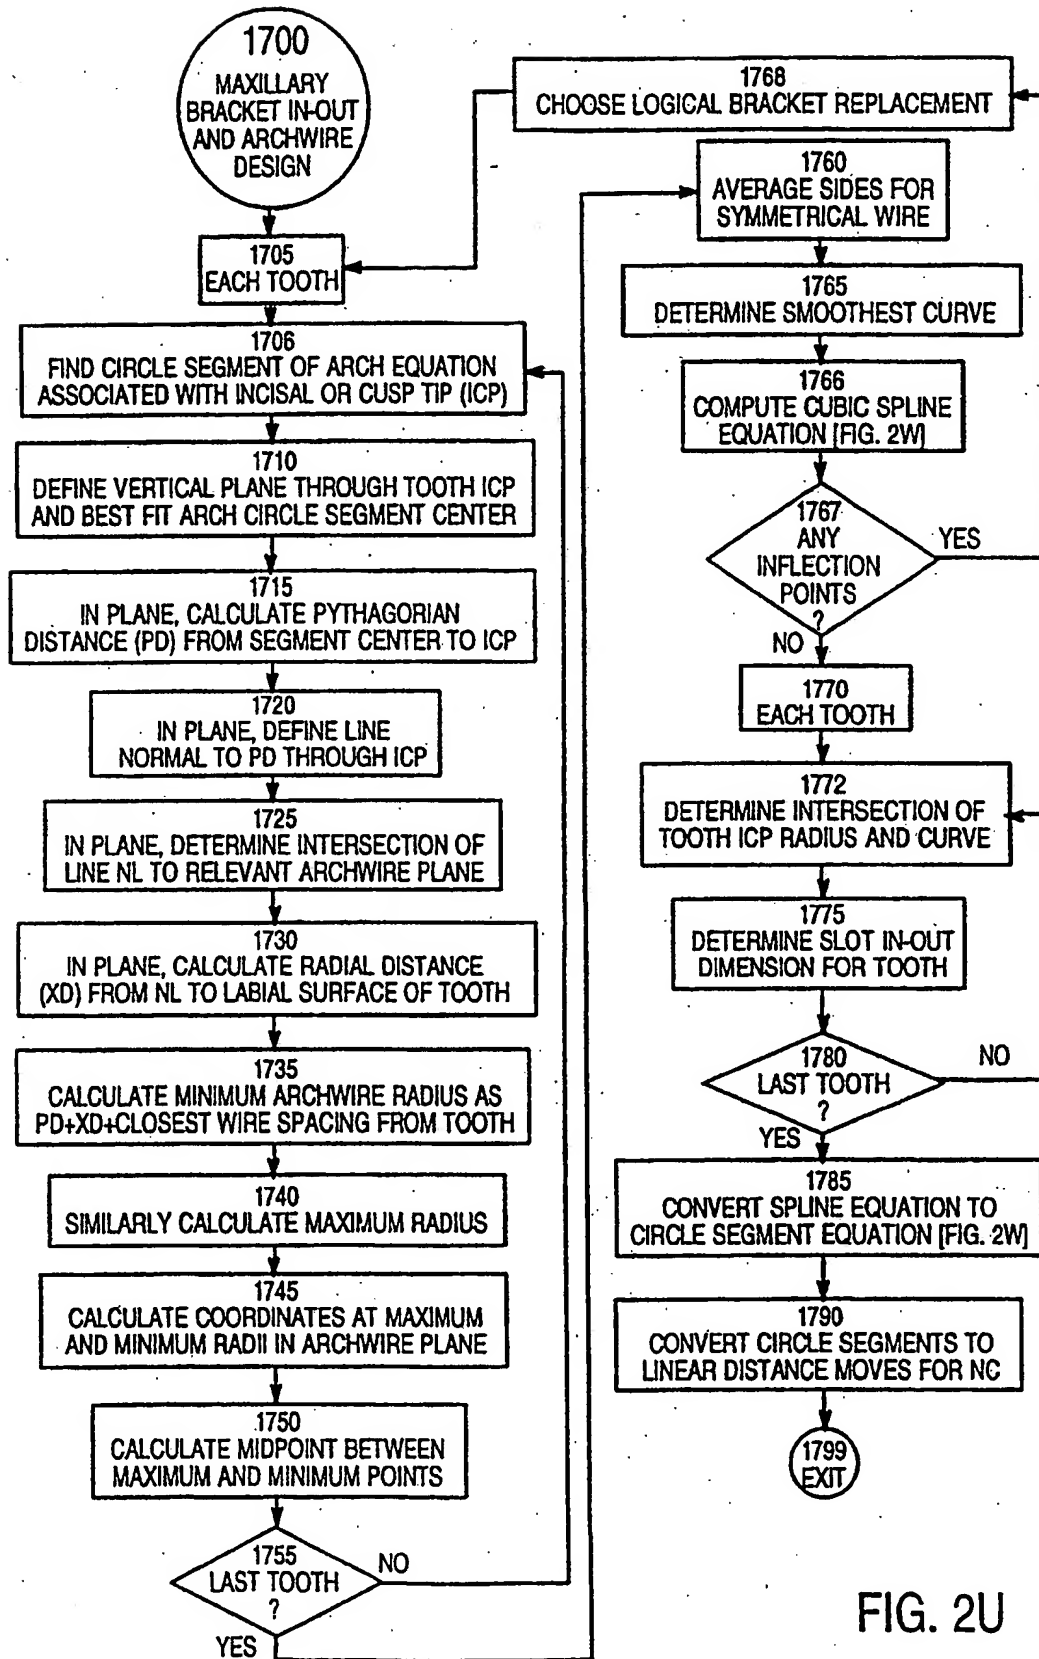 1700
MAXILLARY
BRACKET IN-OUT
AND ARCHWIRE
DESIGN
1705
EACH TOOTH
1706
FIND CIRCLE SEGMENT OF ARCH EQUATION
ASSOCIATED WITH INCISAL OR CUSP TIP (ICP)
1710
DEFINE VERTICAL PLANE THROUGH TOOTH ICP
AND BEST FIT ARCH CIRCLE SEGMENT CENTER
1715
IN PLANE, CALCULATE PYTHAGORIAN
DISTANCE (PD) FROM SEGMENT CENTER TO ICP
1720
IN PLANE, DEFINE LINE
NORMAL TO PD THROUGH ICP
1725
IN PLANE, DETERMINE INTERSECTION OF
LINE NL TO RELEVANT ARCHWIRE PLANE
1730
IN PLANE, CALCULATE RADIAL DISTANCE
(XD) FROM NL TO LABIAL SURFACE OF TOOTH
1735
CALCULATE MINIMUM ARCHWIRE RADIUS AS
PD+XD+CLOSEST WIRE SPACING FROM TOOTH
1740
SIMILARLY CALCULATE MAXIMUM RADIUS
1745
CALCULATE COORDINATES AT MAXIMUM
AND MINIMUM RADII IN ARCHWIRE PLANE
1750
CALCULATE MIDPOINT BETWEEN
MAXIMUM AND MINIMUM POINTS
1755
LAST TOOTH
?
NO
YES
1768
CHOOSE LOGICAL BRACKET REPLACEMENT
1760
AVERAGE SIDES FOR
SYMMETRICAL WIRE
1765
DETERMINE SMOOTHEST CURVE
1766
COMPUTE CUBIC SPLINE
EQUATION [FIG. 2W]
1767
ANY
INFLECTION
POINTS
?
YES
NO
1770
EACH TOOTH
1772
DETERMINE INTERSECTION OF
TOOTH ICP RADIUS AND CURVE
1775
DETERMINE SLOT IN-OUT
DIMENSION FOR TOOTH
1780
LAST TOOTH
?
NO
YES
1785
CONVERT SPLINE EQUATION TO
CIRCLE SEGMENT EQUATION [FIG. 2W]
1790
CONVERT CIRCLE SEGMENTS TO
LINEAR DISTANCE MOVES FOR NC
1799
EXIT
FIG. 2U